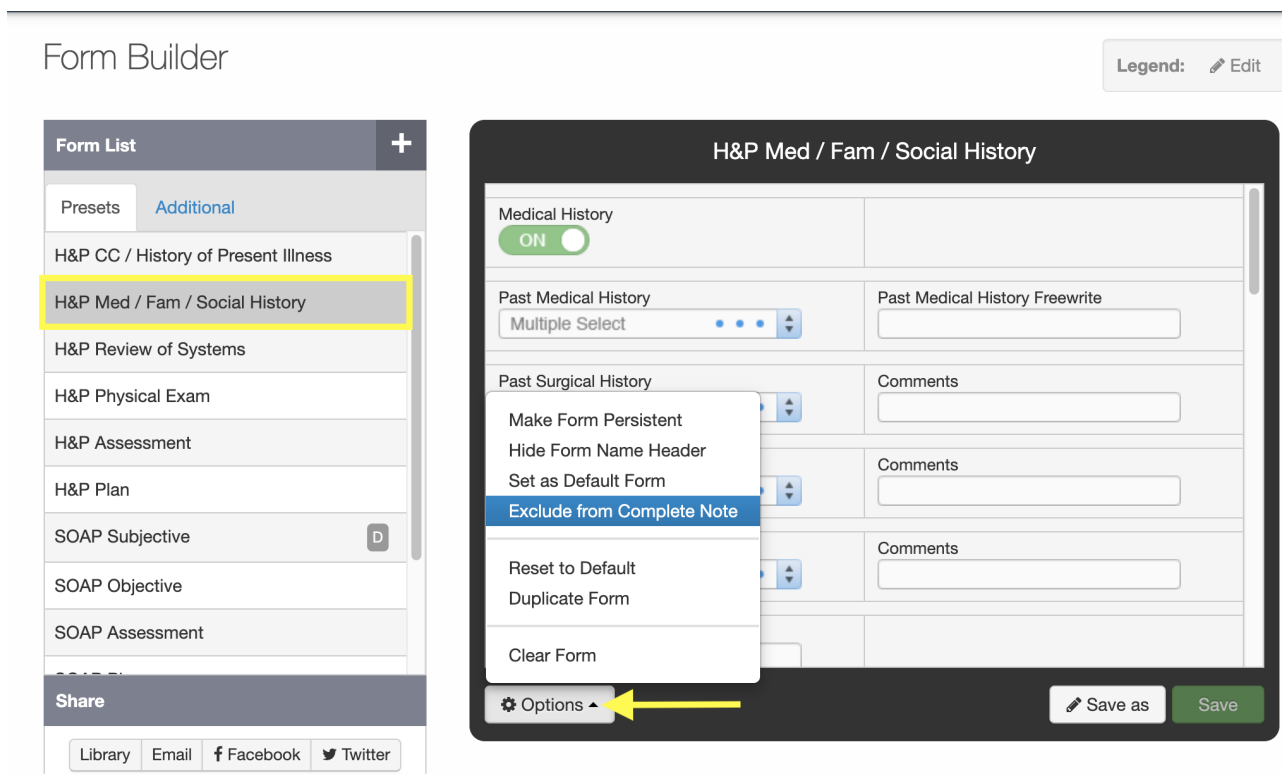 Form Builder
Legend: Edit
Form List
Presets Additional
H&P CC / History of Present Illness
H&P Med / Fam / Social History
H&P Review of Systems
H&P Physical Exam
H&P Assessment
H&P Plan
SOAP Subjective D
SOAP Objective
SOAP Assessment
Share
Library Email Facebook Twitter
H&P Med / Fam / Social History
Medical History
ON
Past Medical History Past Medical History Freewrite
Multiple Select
Past Surgical History Comments
Comments
Comments
Make Form Persistent
Hide Form Name Header
Set as Default Form
Exclude from Complete Note
Reset to Default
Duplicate Form
Clear Form
Options Save as Save